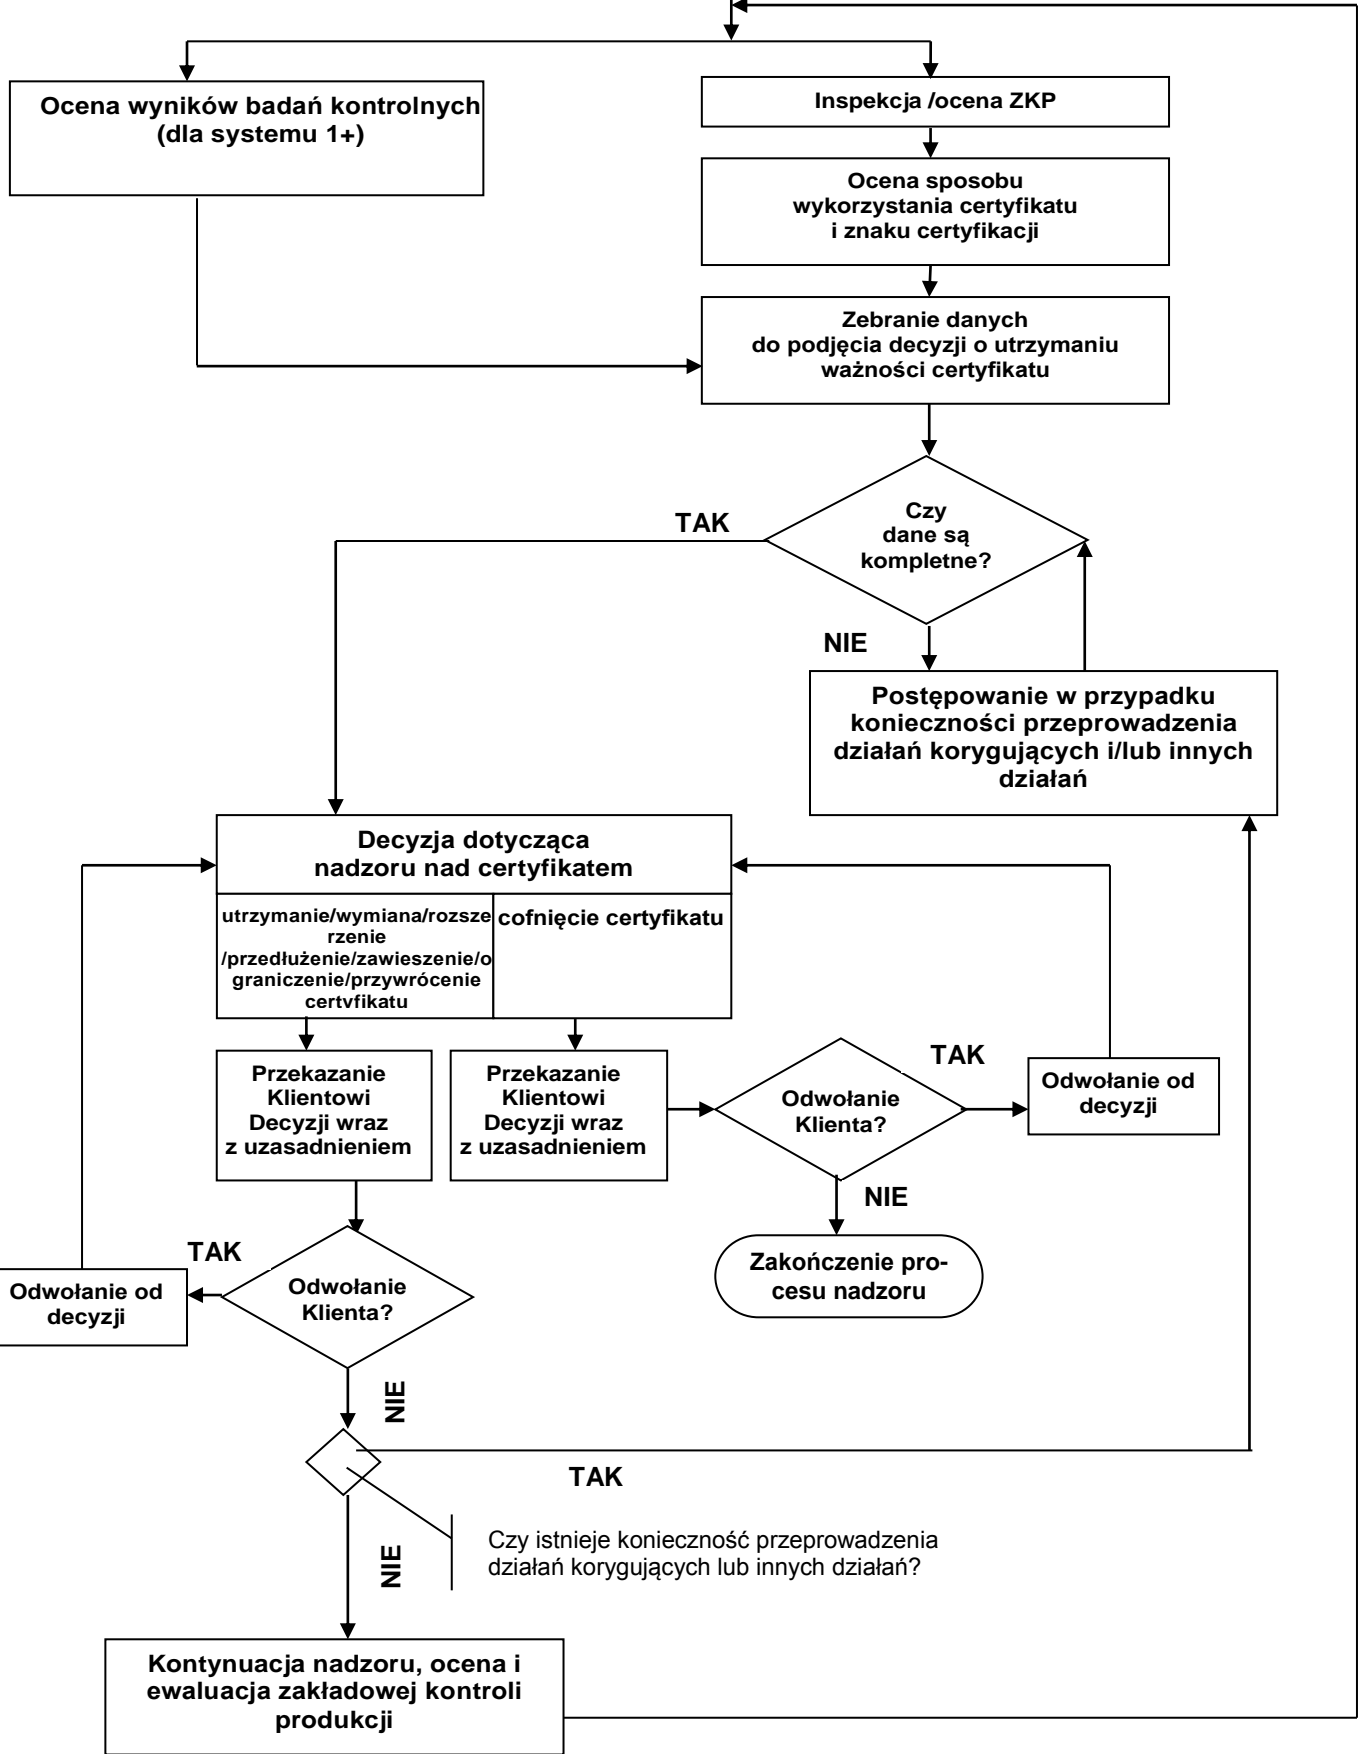 Ocena wyników badań kontrolnych
(dla systemu 1+)
Inspekcja /ocena ZKP
Ocena sposobu
wykorzystania certyfikatu
i znaku certyfikacji
Zebranie danych
do podjęcia decyzji o utrzymaniu
ważności certyfikatu
Czy
dane są
kompletne?
TAK
NIE
Postępowanie w przypadku
konieczności przeprowadzenia
działań korygujących i/lub innych
działań
Decyzja dotycząca
nadzoru nad certyfikatem
utrzymanie/wymiana/rozsze
rzenie
/przedłużenie/zawieszenie/o
graniczenie/przywrócenie
certyfikatu
cofnięcie certyfikatu
Przekazanie
Klientowi
Decyzji wraz
z uzasadnieniem
Przekazanie
Klientowi
Decyzji wraz
z uzasadnieniem
Odwołanie
Klienta?
TAK
Odwołanie od
decyzji
NIE
Zakończenie pro-
cesu nadzoru
TAK
Odwołanie od
decyzji
Odwołanie
Klienta?
NIE
TAK
Czy istnieje konieczność przeprowadzenia
działań korygujących lub innych działań?
NIE
Kontynuacja nadzoru, ocena i
ewaluacja zakładowej kontroli
produkcji